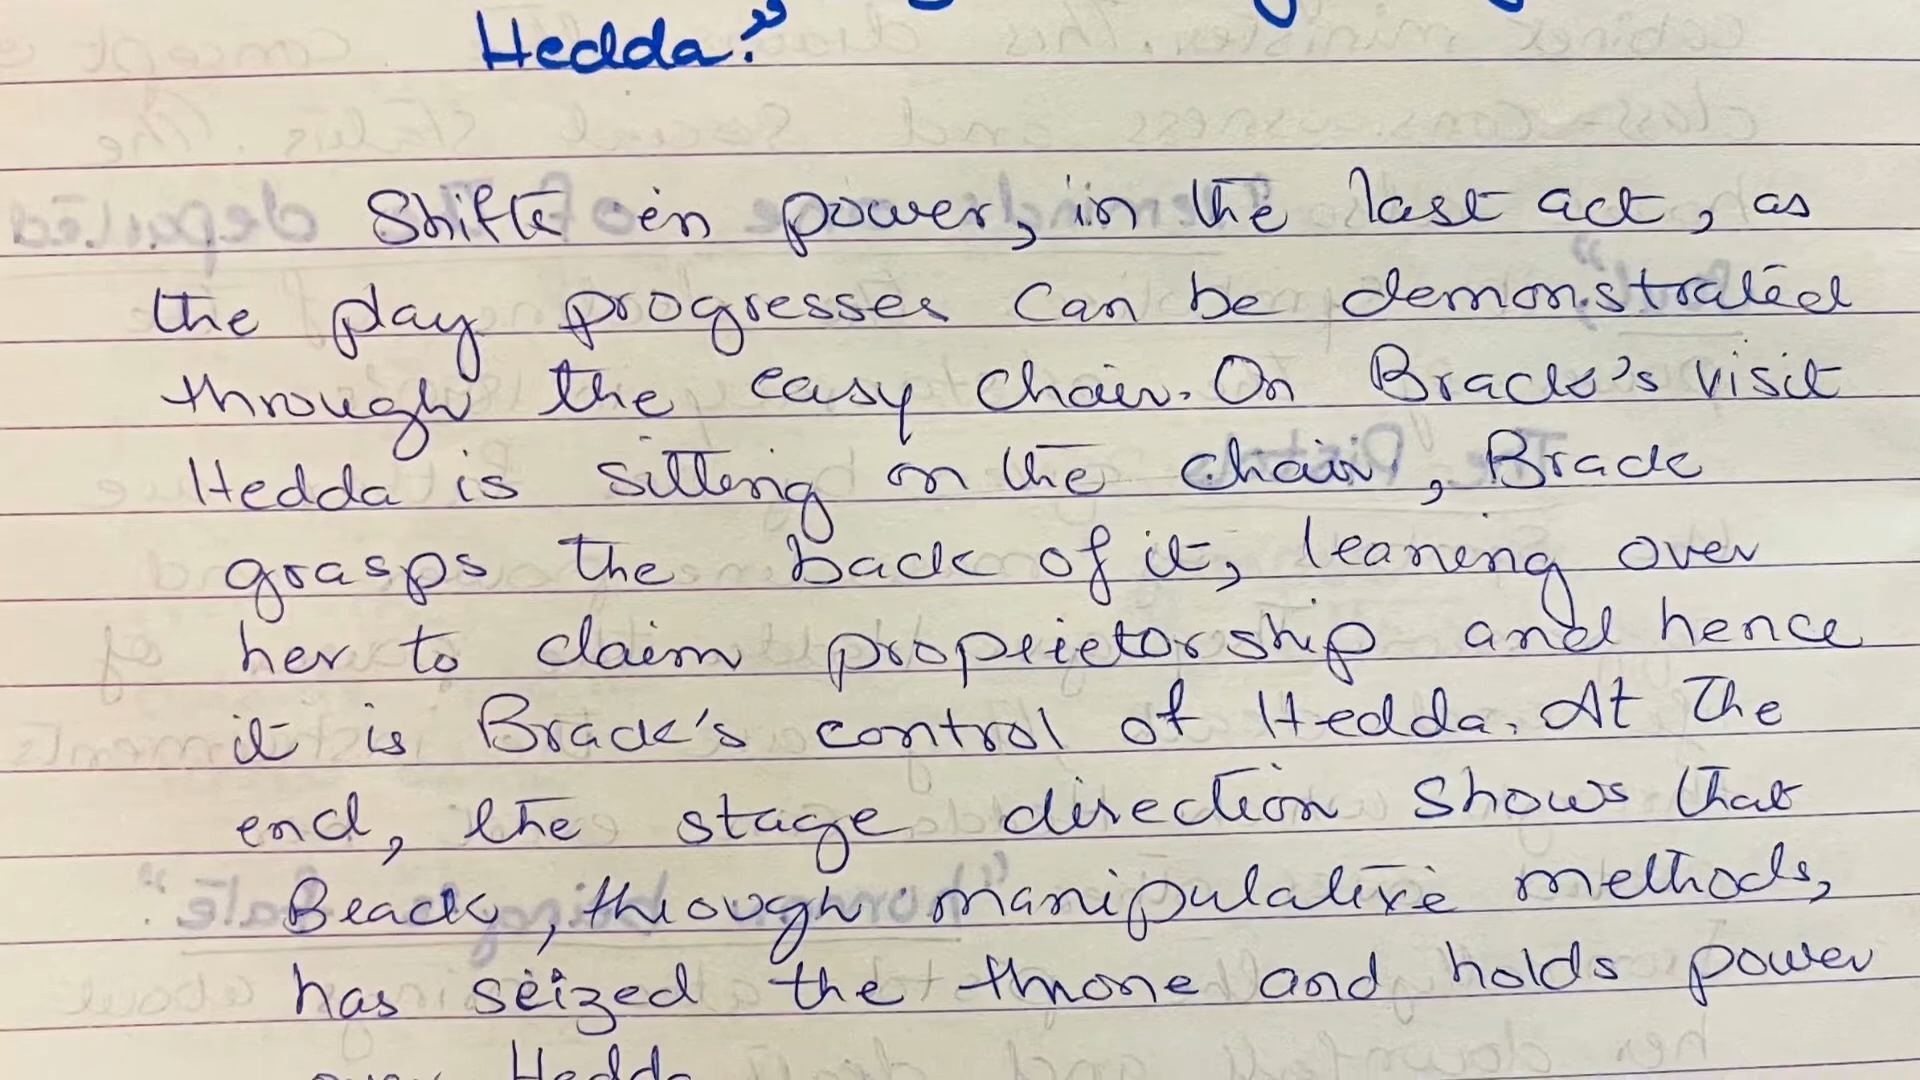 Hedda?"
Shifts in power, in the last act, as
the play progresses can be demonstrated
through the easy chair. On Brack's visit
Hedda is sitting on the chair, Brack
grasps the back of it, leaning over
her to claim proprietorship and hence
it is Brack's control of Hedda. At the
end, the stage direction shows that
Brack, through manipulative methods,
has seized the throne and holds power
over Hedda